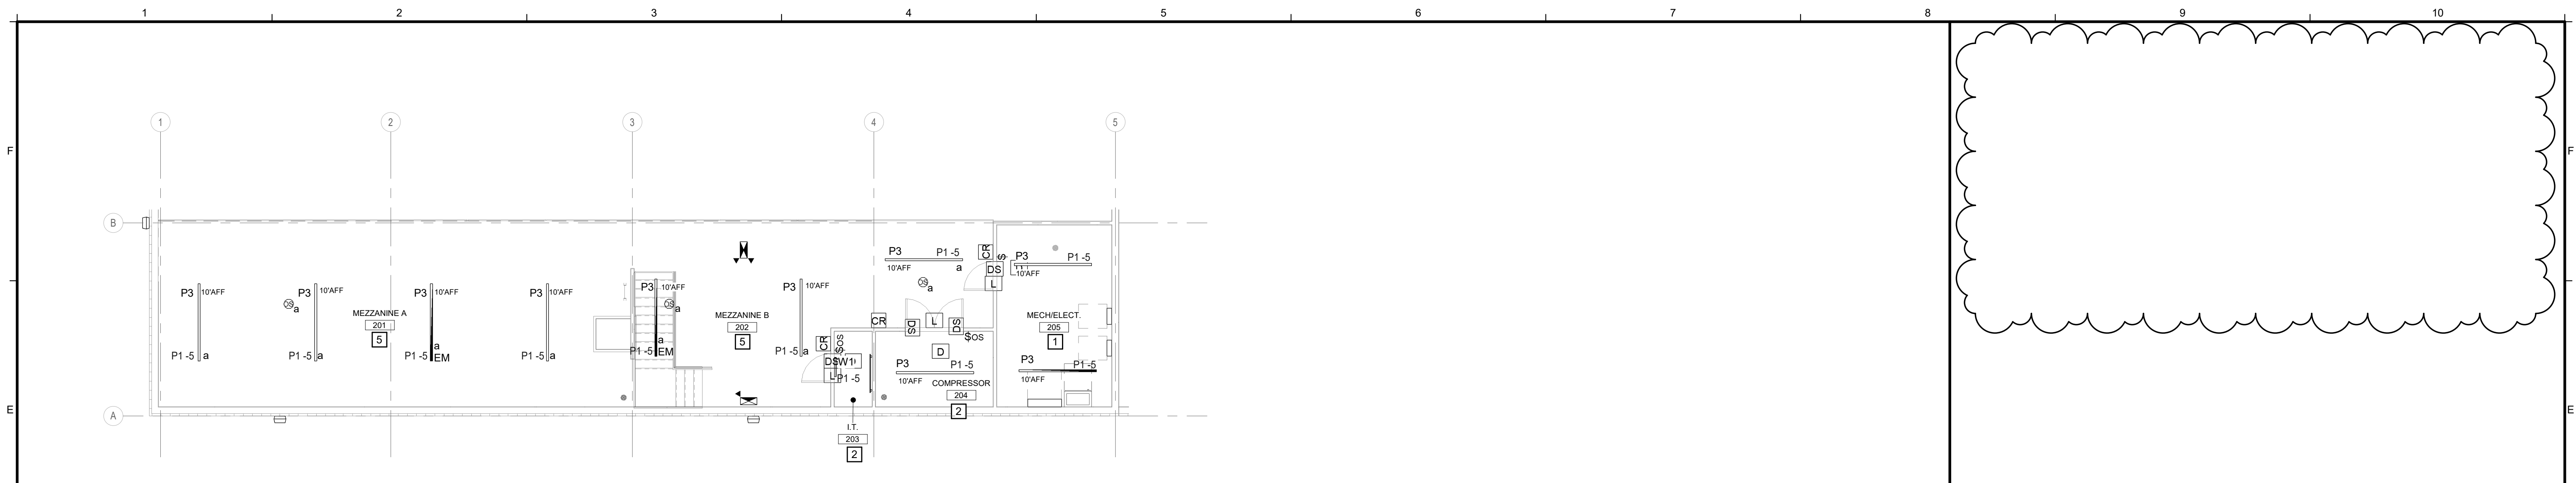 1 2 3 4 5 6 7 8 9 10
F F
1 2 3 4 5
B
P3 P1 -5
10'AFF a
OS a
CR
$
DS
L
P3 P1 -5
10'AFF
P3 10'AFF
P1 -5 a
OS a
P3 10'AFF
P1 -5 a
MEZZANINE A
201
5
P3 10'AFF
a
P1 -5 EM
P3 10'AFF
P1 -5 a
P3 10'AFF
OS a
a
P1 -5 EM
MEZZANINE B
202
5
P3 10'AFF
P1 -5 a
CR
DS
L
DS
$OS
D
MECH/ELECT.
205
1
CR
$OS
DS
W1
L
P1 -5
P3 P1 -5
10'AFF
COMPRESSOR
204
2
P3 P1 -5
10'AFF
E E
A
I.T.
203
2